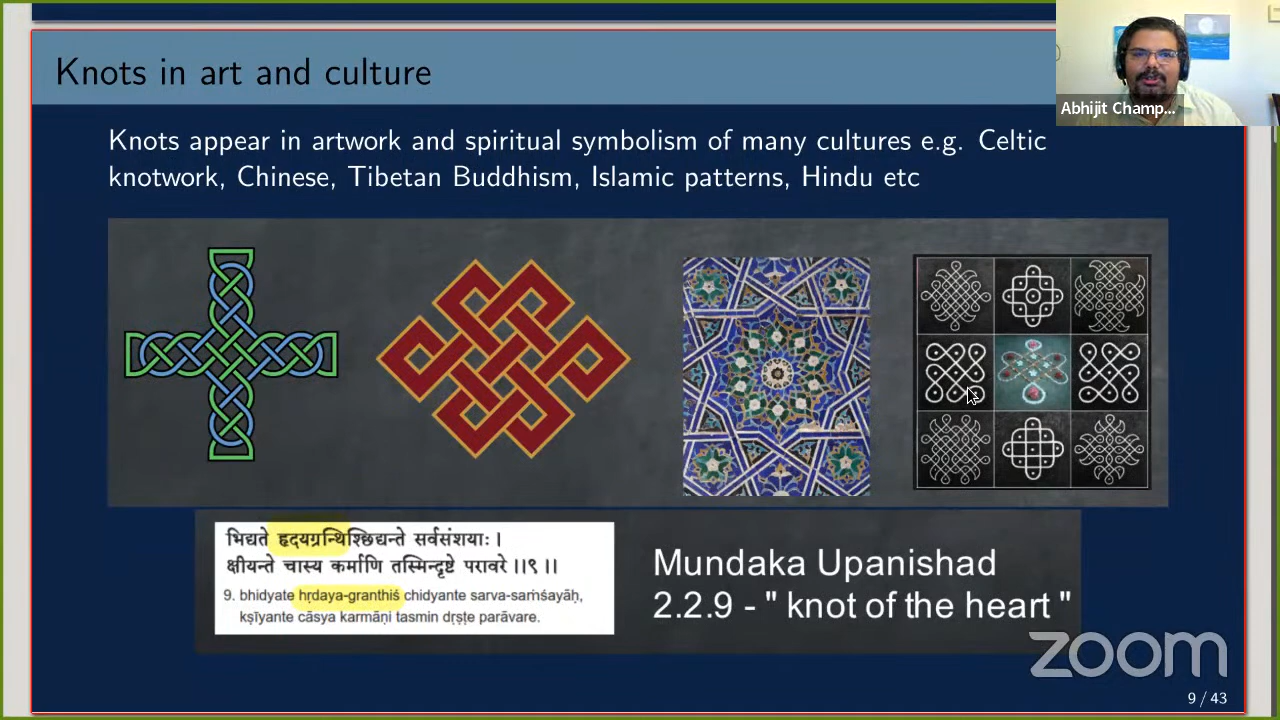 Knots in art and culture
Abhijit Champ...
Knots appear in artwork and spiritual symbolism of many cultures e.g. Celtic
knotwork, Chinese, Tibetan Buddhism, Islamic patterns, Hindu etc
भिद्यते हृदयग्रन्थिश्छिद्यन्ते सर्वसंशयाः ।
क्षीयन्ते चास्य कर्माणि तस्मिन्दृष्टे परावरे ।।९।।
9. bhidyate hṛdaya-granthiś chidyante sarva-saṁśayāḥ,
kṣīyante cāsya karmāṇi tasmin dṛṣṭe parāvare.
Mundaka Upanishad
2.2.9 - " knot of the heart "
zoom
9 / 43